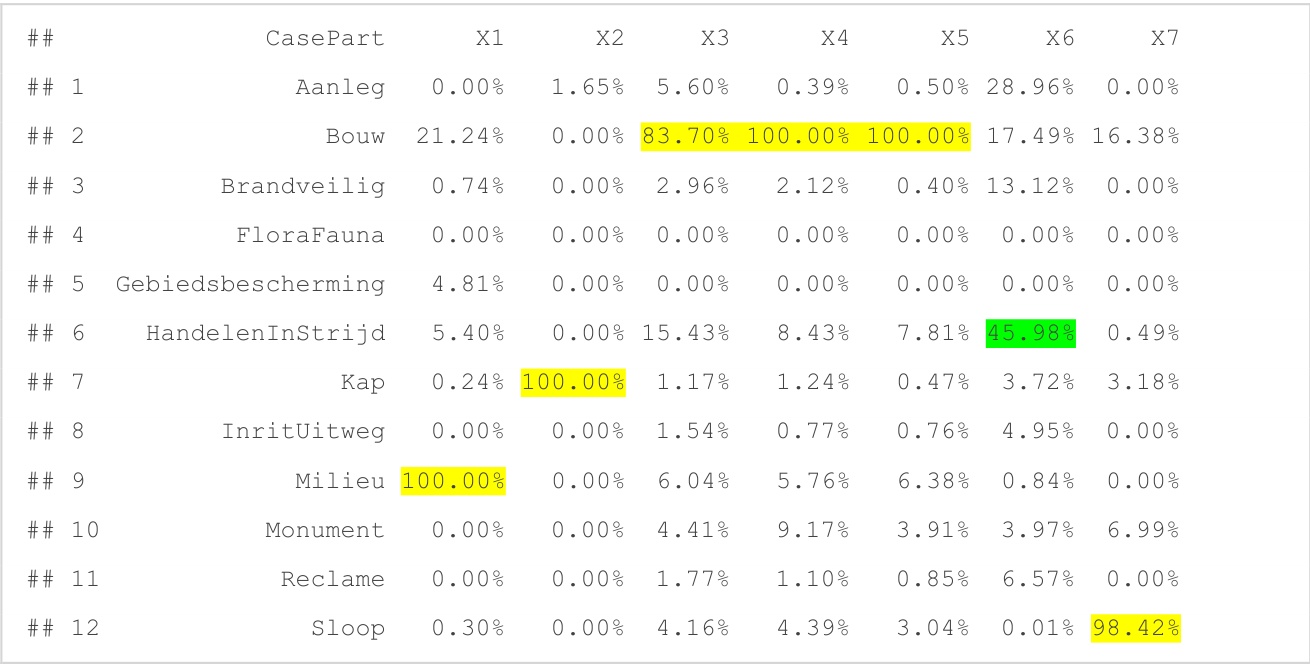 ## CasePart X1 X2 X3 X4 X5 X6 X7
## 1 Aanleg 0.00% 1.65% 5.60% 0.39% 0.50% 28.96% 0.00%
## 2 Bouw 21.24% 0.00% 83.70% 100.00% 100.00% 17.49% 16.38%
## 3 Brandveilig 0.74% 0.00% 2.96% 2.12% 0.40% 13.12% 0.00%
## 4 FloraFauna 0.00% 0.00% 0.00% 0.00% 0.00% 0.00% 0.00%
## 5 Gebiedsbescherming 4.81% 0.00% 0.00% 0.00% 0.00% 0.00% 0.00%
## 6 HandelenInStrijd 5.40% 0.00% 15.43% 8.43% 7.81% 45.98% 0.49%
## 7 Kap 0.24% 100.00% 1.17% 1.24% 0.47% 3.72% 3.18%
## 8 InritUitweg 0.00% 0.00% 1.54% 0.77% 0.76% 4.95% 0.00%
## 9 Milieu 100.00% 0.00% 6.04% 5.76% 6.38% 0.84% 0.00%
## 10 Monument 0.00% 0.00% 4.41% 9.17% 3.91% 3.97% 6.99%
## 11 Reclame 0.00% 0.00% 1.77% 1.10% 0.85% 6.57% 0.00%
## 12 Sloop 0.30% 0.00% 4.16% 4.39% 3.04% 0.01% 98.42%